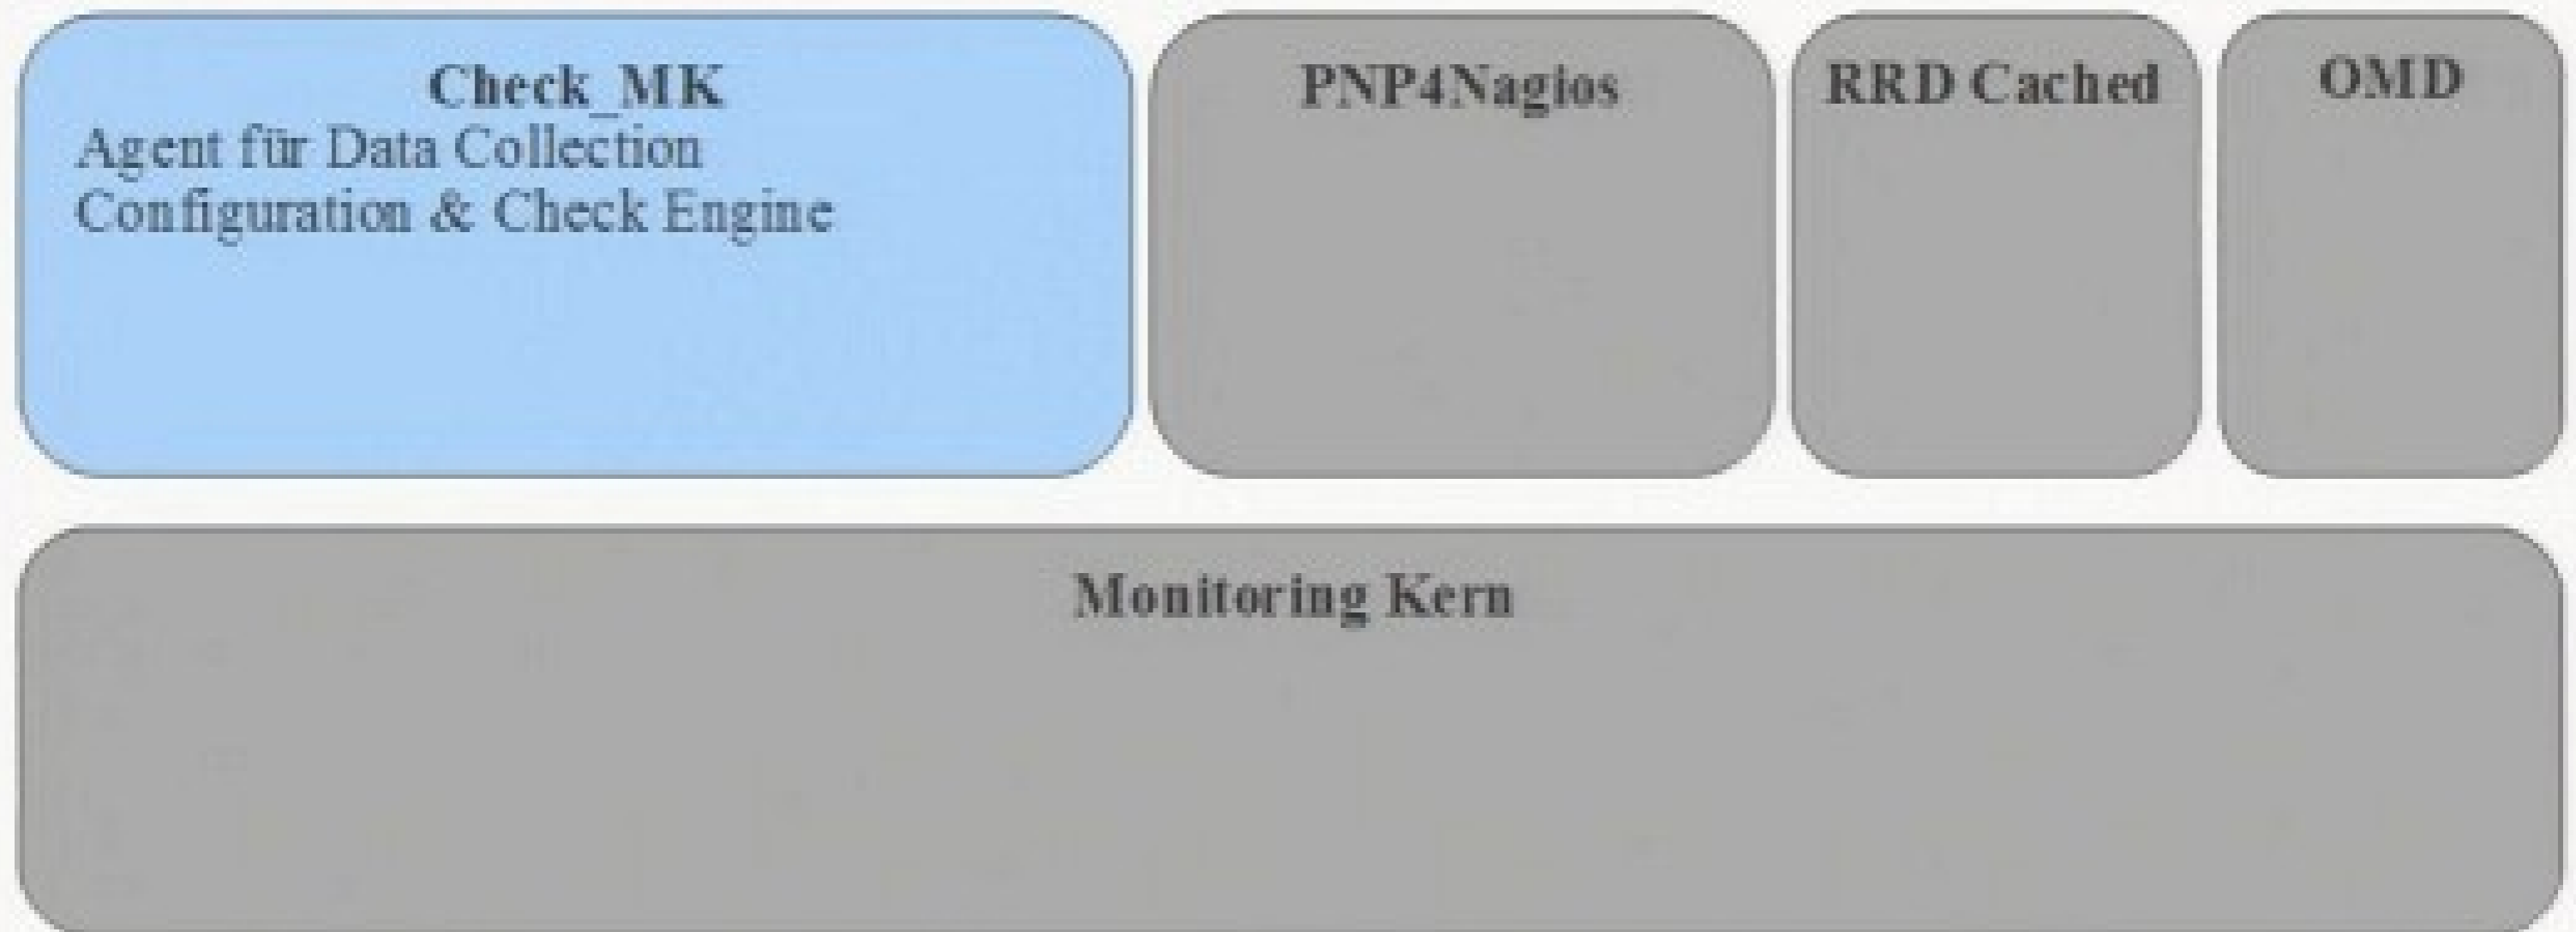 Check_MK
Agent für Data Collection
Configuration & Check Engine
PNP4Nagios
RRD Cached
OMD
Monitoring Kern